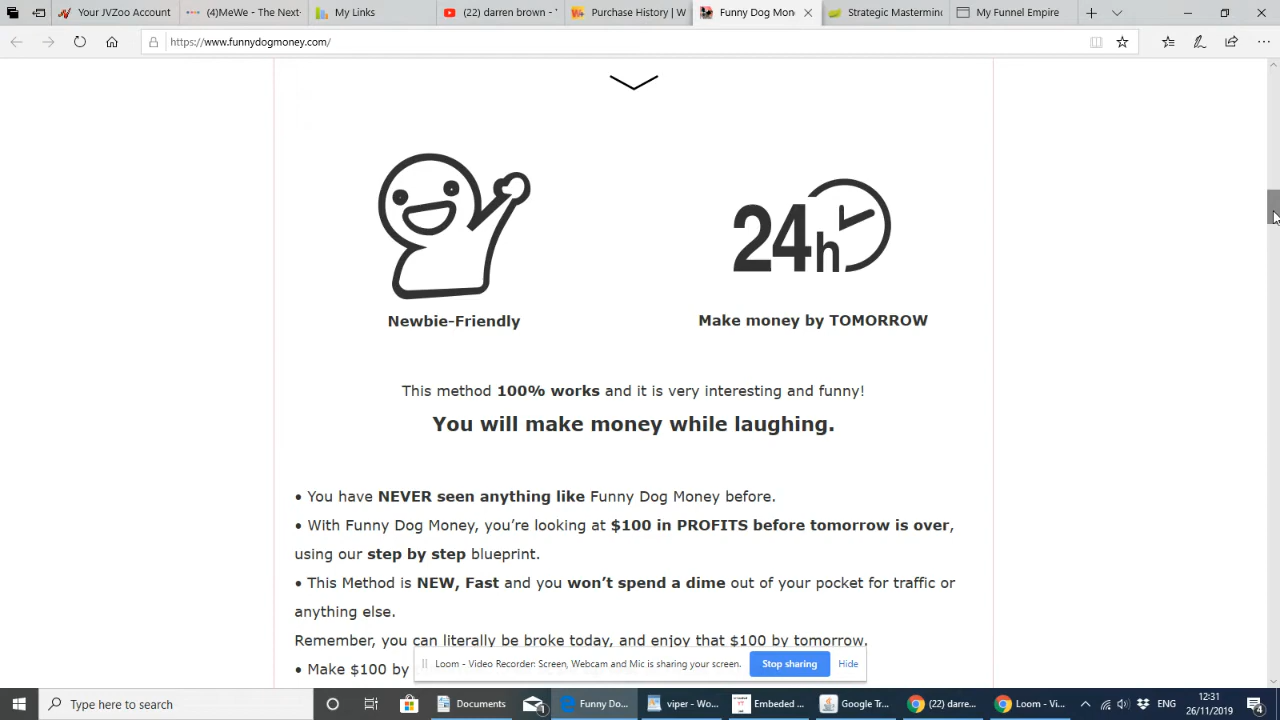 Your JVZoo Account
(4)MeWe - The Next
My Links
(22) darren brown - '
Purchase History | W
Funny Dog Mon
Strategic Mastermin
My Funnel Empire
https://www.funnydogmoney.com/
24h
Newbie-Friendly
Make money by TOMORROW
This method 100% works and it is very interesting and funny!
You will make money while laughing.
• You have NEVER seen anything like Funny Dog Money before.
• With Funny Dog Money, you’re looking at $100 in PROFITS before tomorrow is over,
using our step by step blueprint.
• This Method is NEW, Fast and you won’t spend a dime out of your pocket for traffic or
anything else.
Remember, you can literally be broke today, and enjoy that $100 by tomorrow.
• Make $100 by
Loom - Video Recorder: Screen, Webcam and Mic is sharing your screen.
Stop sharing
Hide
Type here to search
Documents
1
Funny Do...
viper - Wo...
Embeded ...
Google Tr...
(22) darre...
Loom - Vi...
ENG
12:31
26/11/2019
4